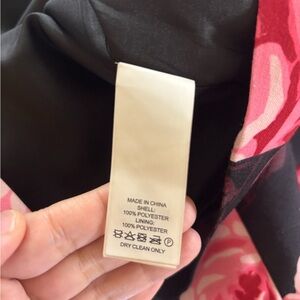 MADE IN CHINA
SHELL:
100% POLYESTER
LINING:
100% POLYESTER
P
DRY CLEAN ONLY